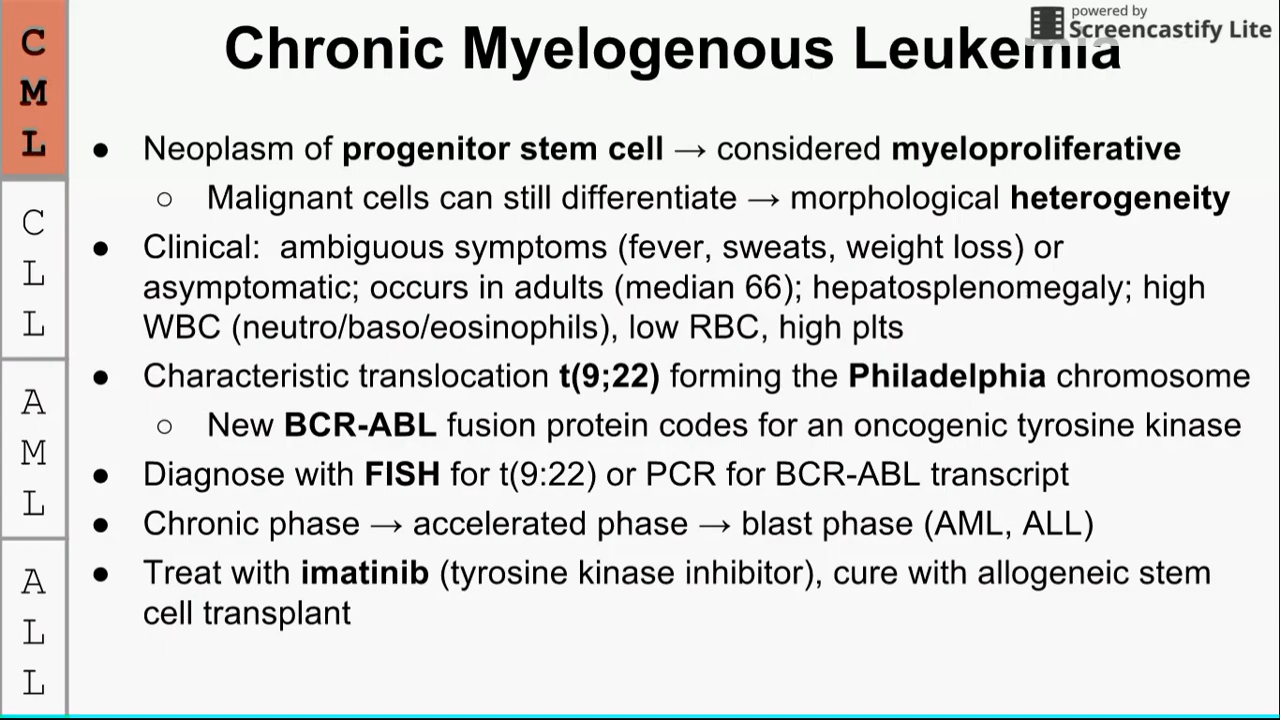 powered by
Screencastify Lite
Chronic Myelogenous Leukemia
C
M
L
C
L
L
A
M
L
A
L
L
● Neoplasm of progenitor stem cell → considered myeloproliferative
○ Malignant cells can still differentiate → morphological heterogeneity
● Clinical: ambiguous symptoms (fever, sweats, weight loss) or
asymptomatic; occurs in adults (median 66); hepatosplenomegaly; high
WBC (neutro/baso/eosinophils), low RBC, high plts
● Characteristic translocation t(9;22) forming the Philadelphia chromosome
○ New BCR-ABL fusion protein codes for an oncogenic tyrosine kinase
● Diagnose with FISH for t(9:22) or PCR for BCR-ABL transcript
● Chronic phase → accelerated phase → blast phase (AML, ALL)
● Treat with imatinib (tyrosine kinase inhibitor), cure with allogeneic stem
cell transplant